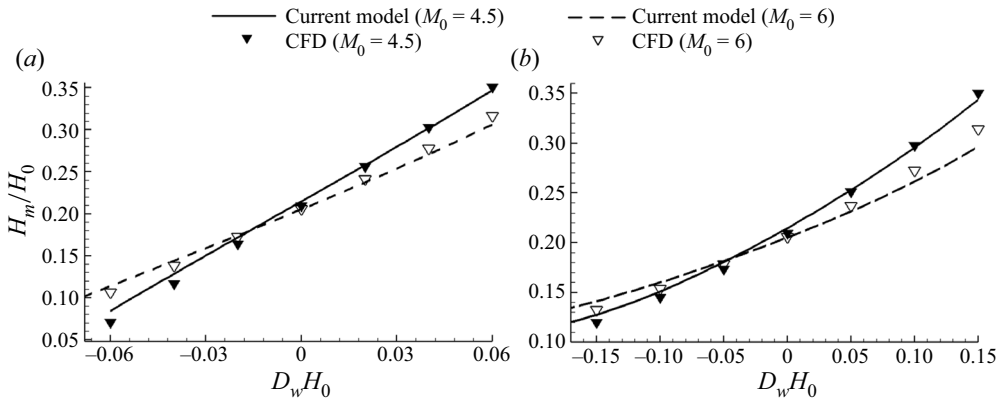 Current model (M₀ = 4.5) Current model (M₀ = 6)
CFD (M₀ = 4.5) CFD (M₀ = 6)
(a) (b)
0.35 0.35
0.30 0.30
0.25 0.25
0.20 0.20
0.15 0.15
0.10
0.05 0.10
Hₘ/H₀
−0.06 −0.03 0 0.03 0.06 −0.15 −0.10 −0.05 0 0.05 0.10 0.15
D_wH₀ D_wH₀